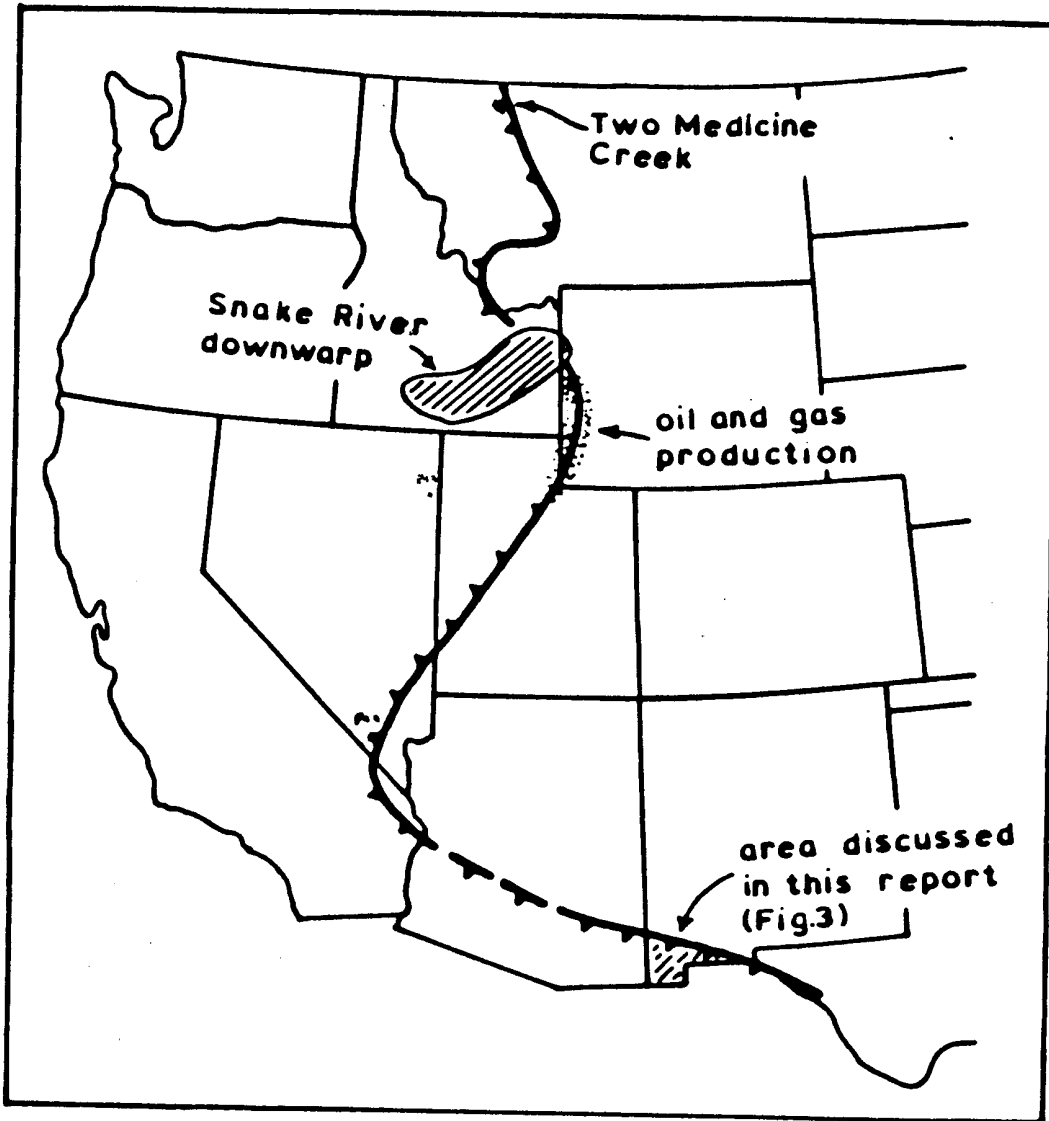 Two Medicine
Creek
Snake River
downwarp
oil and gas
production
area discussed
in this report
(Fig.3)